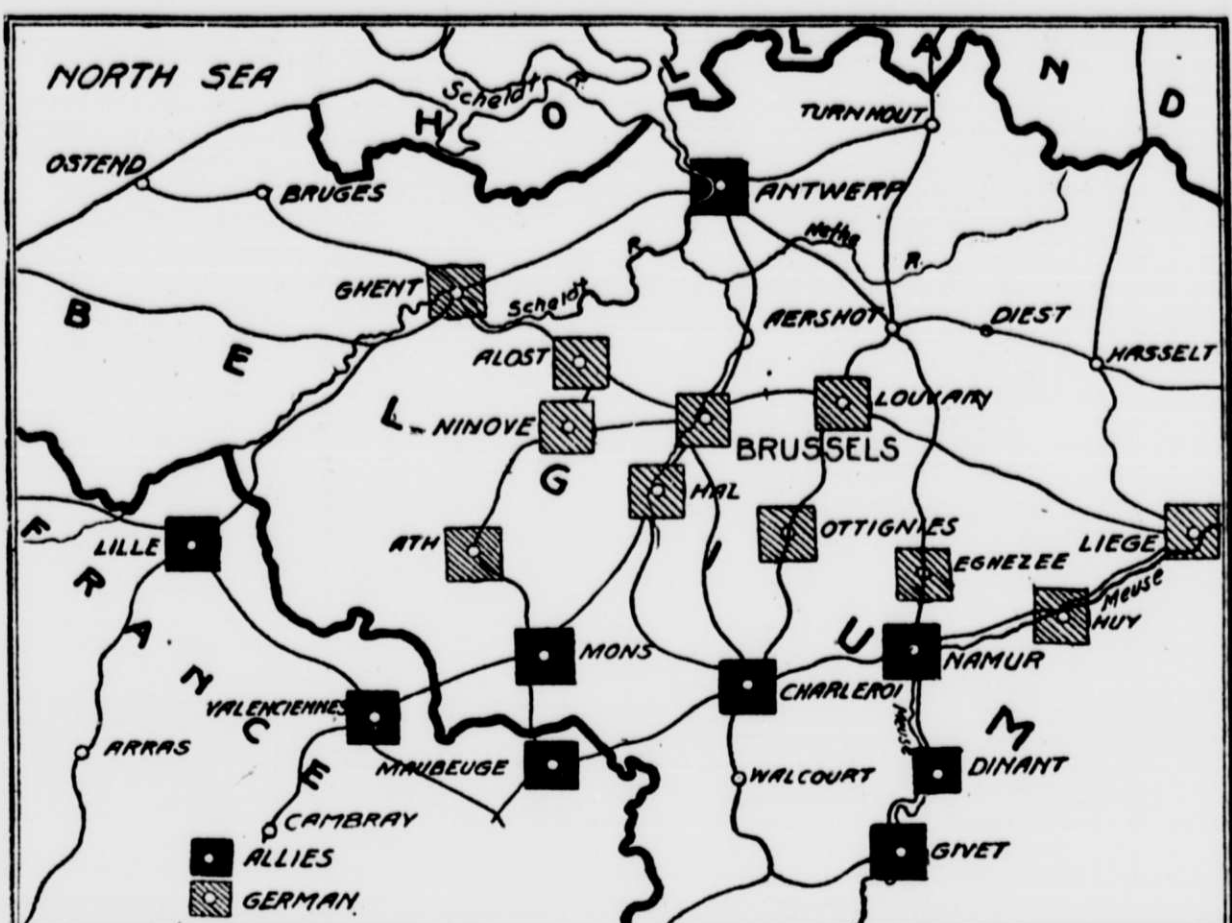 NORTH SEA
Scheldt R.
H O L L A N D
TURNHOUT
OSTEND
BRUGES
ANTWERP
Nethe R.
GHENT
Scheldt R.
AERSHOT
DIEST
HASSELT
ALOST
LOUVAIN
NINOVE
BRUSSELS
B E L G I U M
HAL
ATH
OTTIGNIES
LIEGE
EGHEZEE
LILLE
Meuse
HUY
MONS
NAMUR
F R A N C E
CHARLEROI
VALENCIENNES
Meuse
ARRAS
MAUBEUGE
WALCOURT
DINANT
CAMBRAY
ALLIES
GIVET
GERMAN